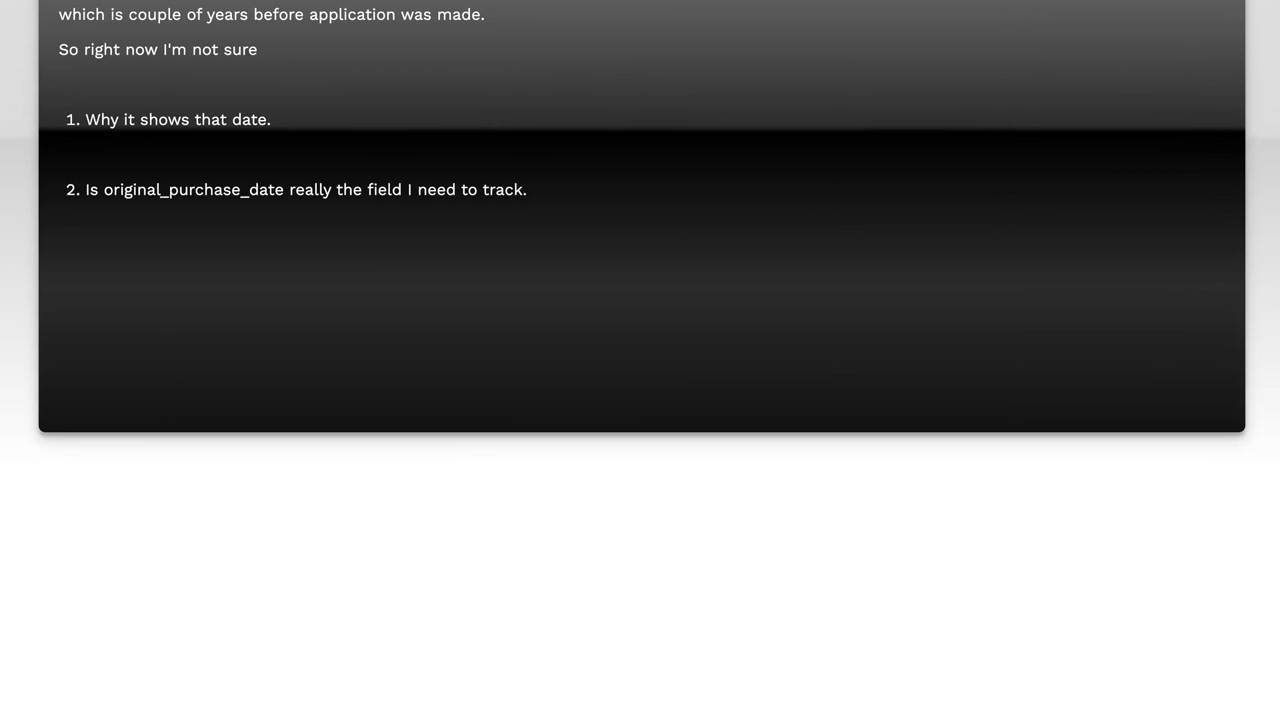 which is couple of years before application was made.
So right now I'm not sure
1. Why it shows that date.
2. Is original_purchase_date really the field I need to track.